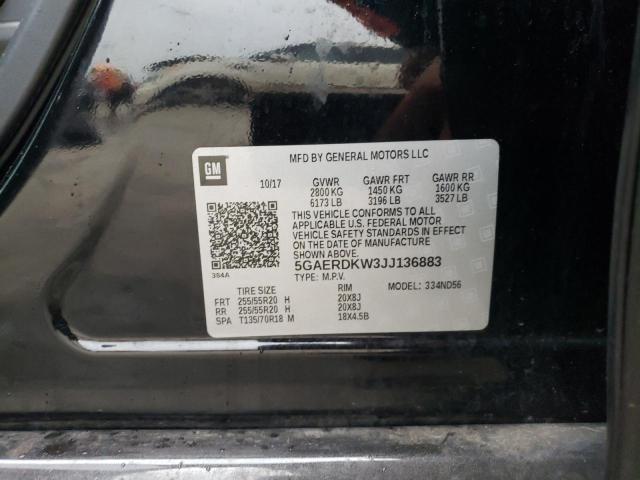 GM
MFD BY GENERAL MOTORS LLC
10/17 GVWR GAWR FRT GAWR RR
2800 KG 1450 KG 1600 KG
6173 LB 3196 LB 3527 LB
THIS VEHICLE CONFORMS TO ALL
APPLICABLE U.S. FEDERAL MOTOR
VEHICLE SAFETY STANDARDS IN EFFECT
ON THE DATE OF MANUFACTURE
SHOWN ABOVE.
5GAERDKW3JJ136883
384A TYPE: M.P.V. MODEL: 334ND56
TIRE SIZE RIM
FRT 255/55R20 H 20X8J
RR 255/55R20 H 20X8J
SPA T135/70R18 M 18X4.5B